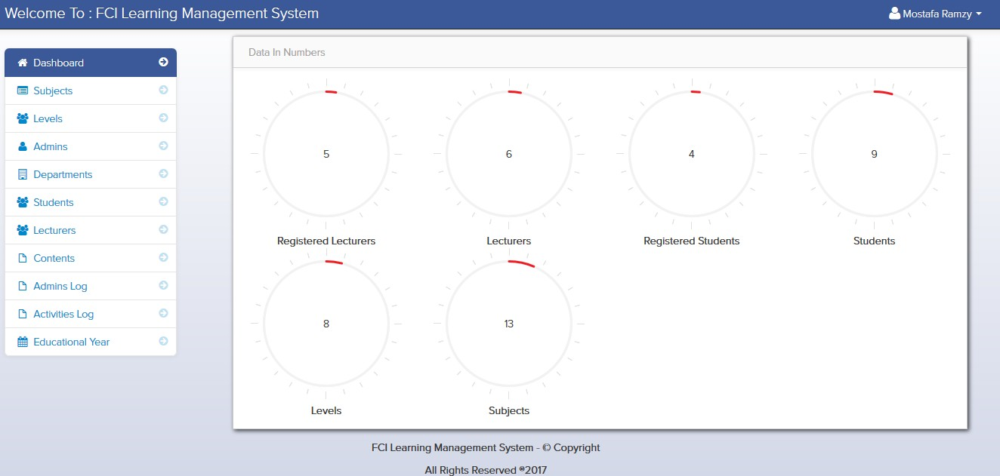 Welcome To : FCI Learning Management System
Mostafa Ramzy
Dashboard
Subjects
Levels
Admins
Departments
Students
Lecturers
Contents
Admins Log
Activities Log
Educational Year
Data In Numbers
5
6
4
9
Registered Lecturers
Lecturers
Registered Students
Students
8
13
Levels
Subjects
FCI Learning Management System - © Copyright
All Rights Reserved ®2017